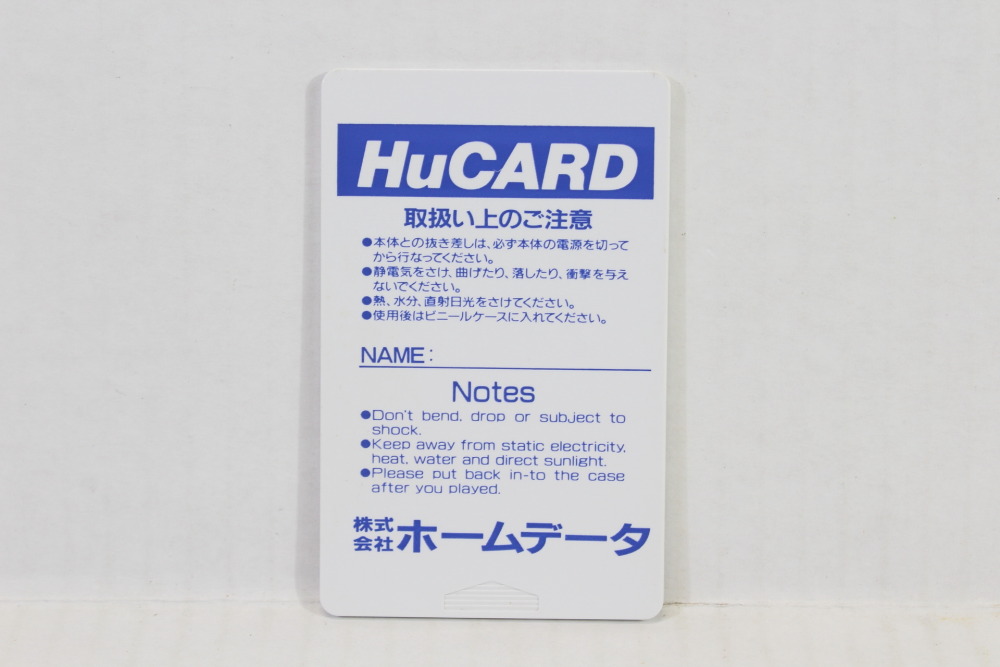 HuCARD
取扱い上のご注意
●本体との抜き差しは、必ず本体の電源を切って
から行なってください。
●静電気をさけ、曲げたり、落したり、衝撃を与え
ないでください。
●熱、水分、直射日光をさけてください。
●使用後はビニールケースに入れてください。
NAME:
Notes
●Don't bend, drop or subject to
shock.
●Keep away from static electricity,
heat, water and direct sunlight.
●Please put back in-to the case
after you played.
株式会社ホームデータ